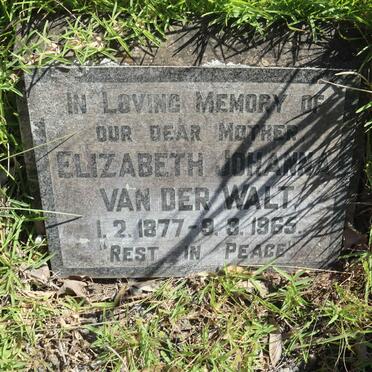 IN LOVING MEMORY OF
OUR DEAR MOTHER
ELIZABETH JOHANNA
VAN DER WALT
1.2.1877-9.8.1965.
"REST IN PEACE"